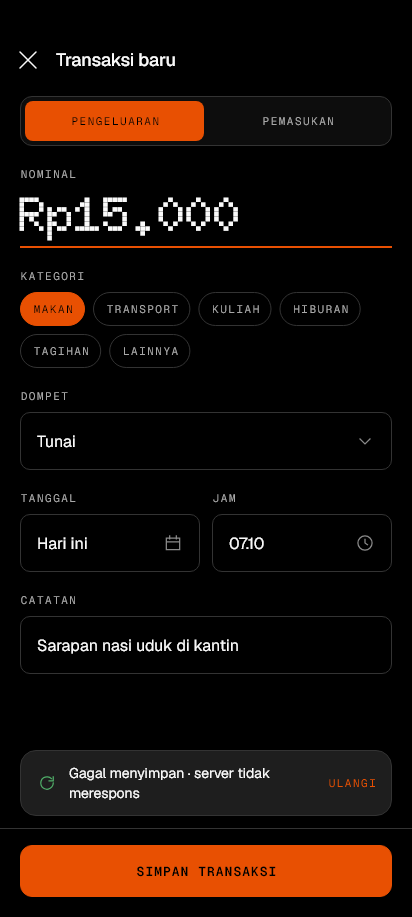 Transaksi baru
PENGELUARAN PEMASUKAN
NOMINAL
Rp15,000
KATEGORI
MAKAN TRANSPORT KULIAH HIBURAN
TAGIHAN LAINNYA
DOMPET
Tunai
TANGGAL JAM
Hari ini 07.10
CATATAN
Sarapan nasi uduk di kantin
Gagal menyimpan · server tidak
merespons
ULANGI
SIMPAN TRANSAKSI